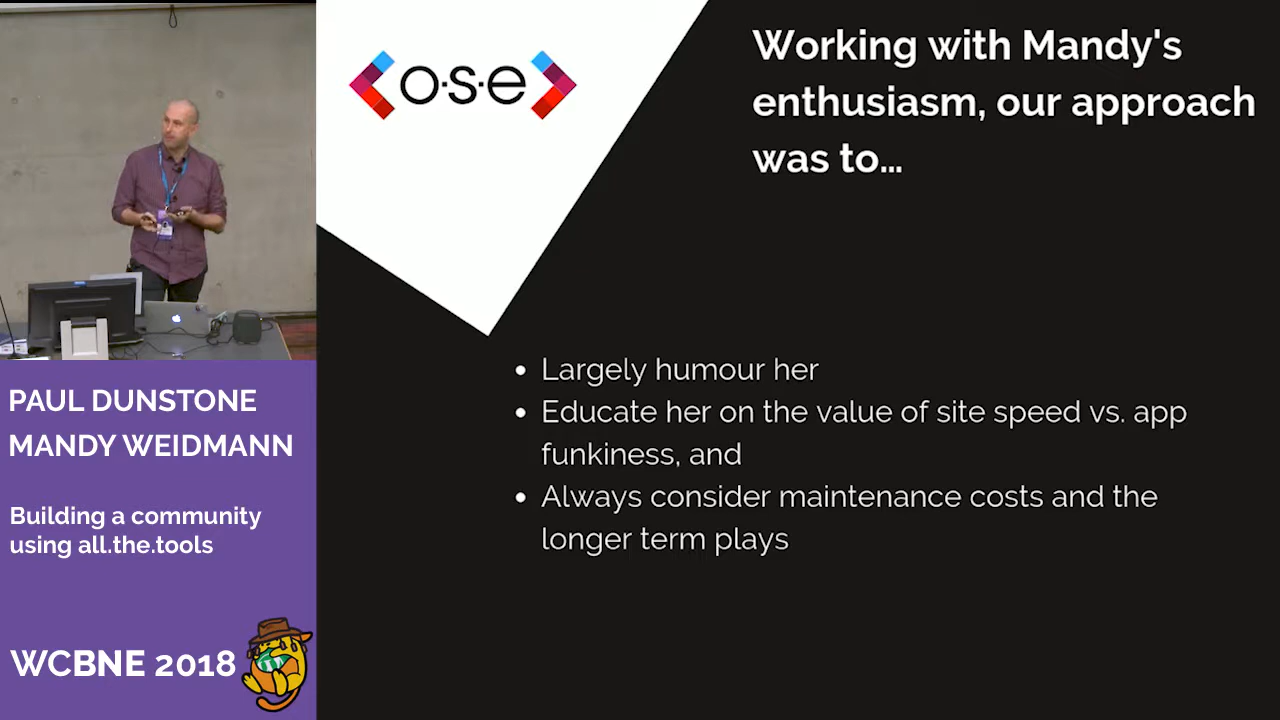 o·s·e
Working with Mandy's
enthusiasm, our approach
was to...
• Largely humour her
• Educate her on the value of site speed vs. app
funkiness, and
• Always consider maintenance costs and the
longer term plays
PAUL DUNSTONE
MANDY WEIDMANN
Building a community
using all.the.tools
WCBNE 2018